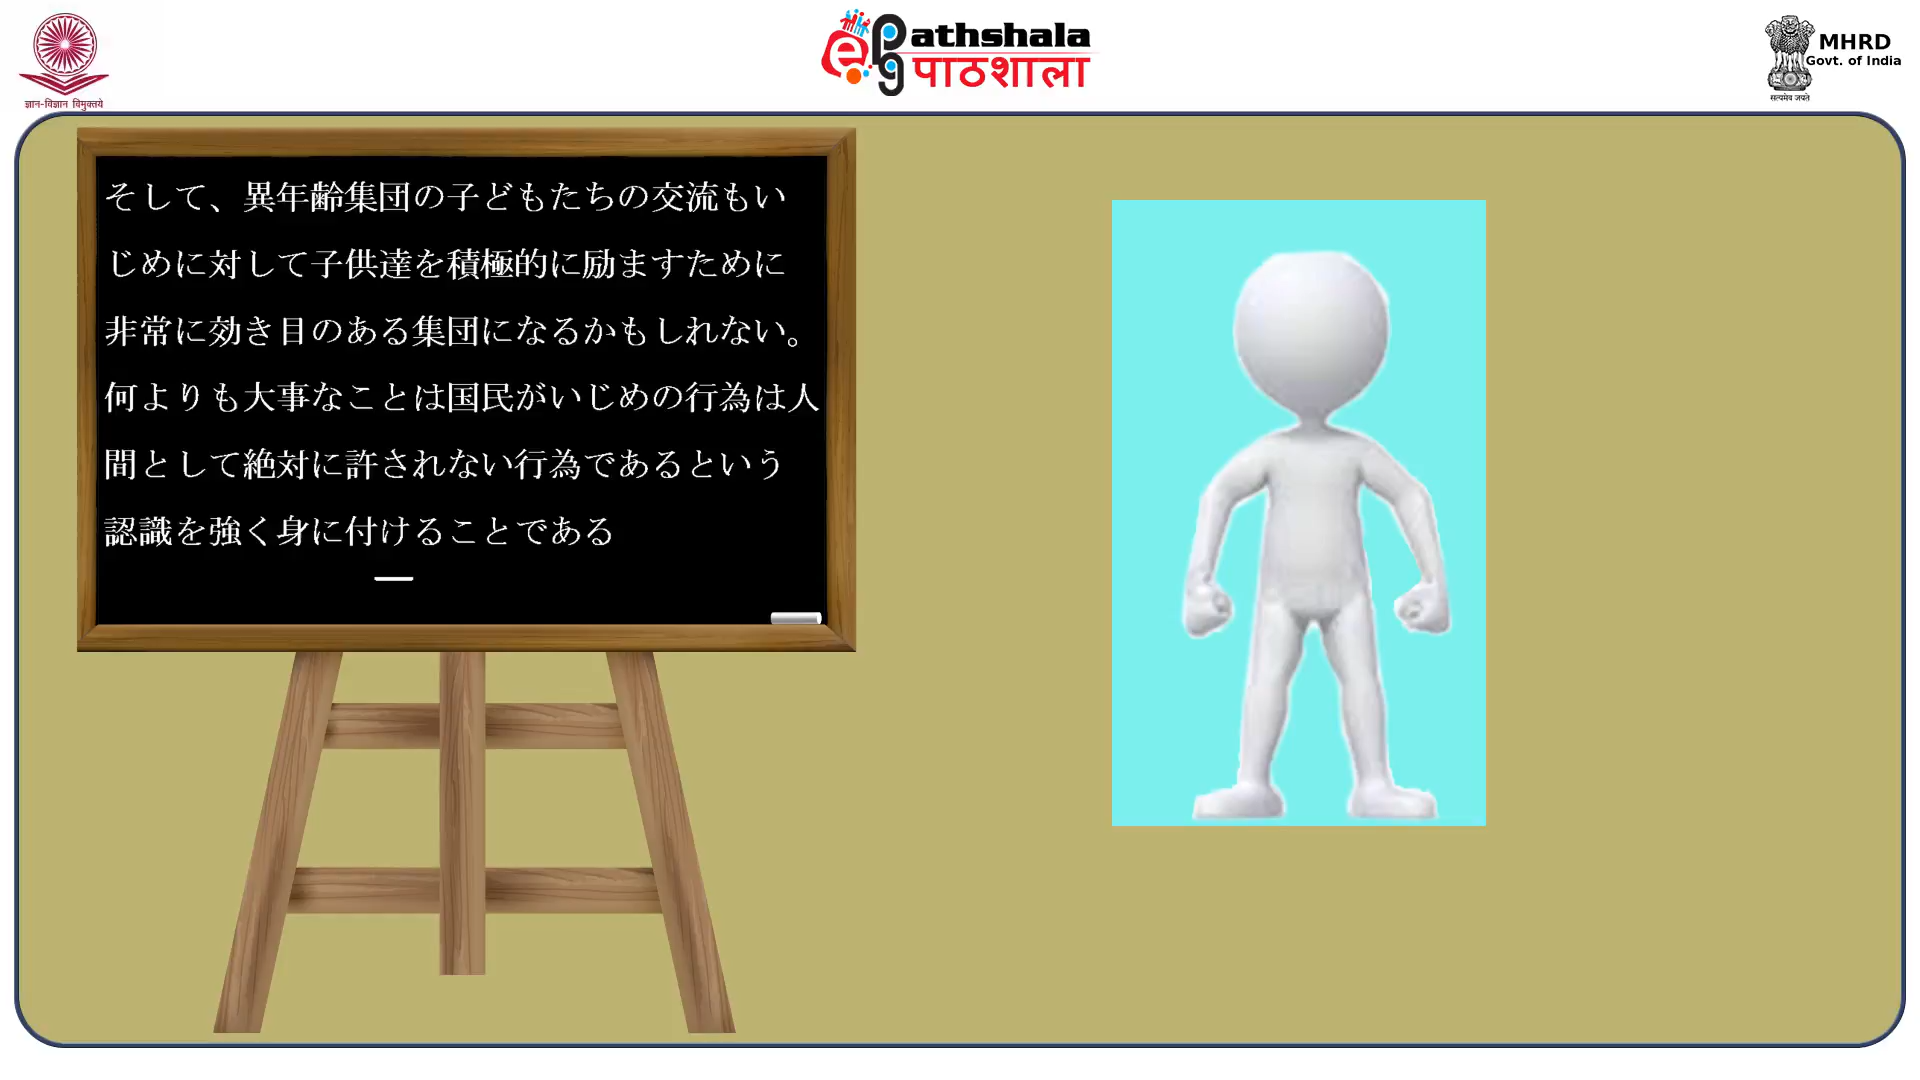 ज्ञान-विज्ञान विमुक्तये
e Pathshala
पाठशाला
MHRD
Govt. of India
सत्यमेव जयते
そして、異年齢集団の子どもたちの交流もい
じめに対して子供達を積極的に励ますために
非常に効き目のある集団になるかもしれない。
何よりも大事なことは国民がいじめの行為は人
間として絶対に許されない行為であるという
認識を強く身に付けることである